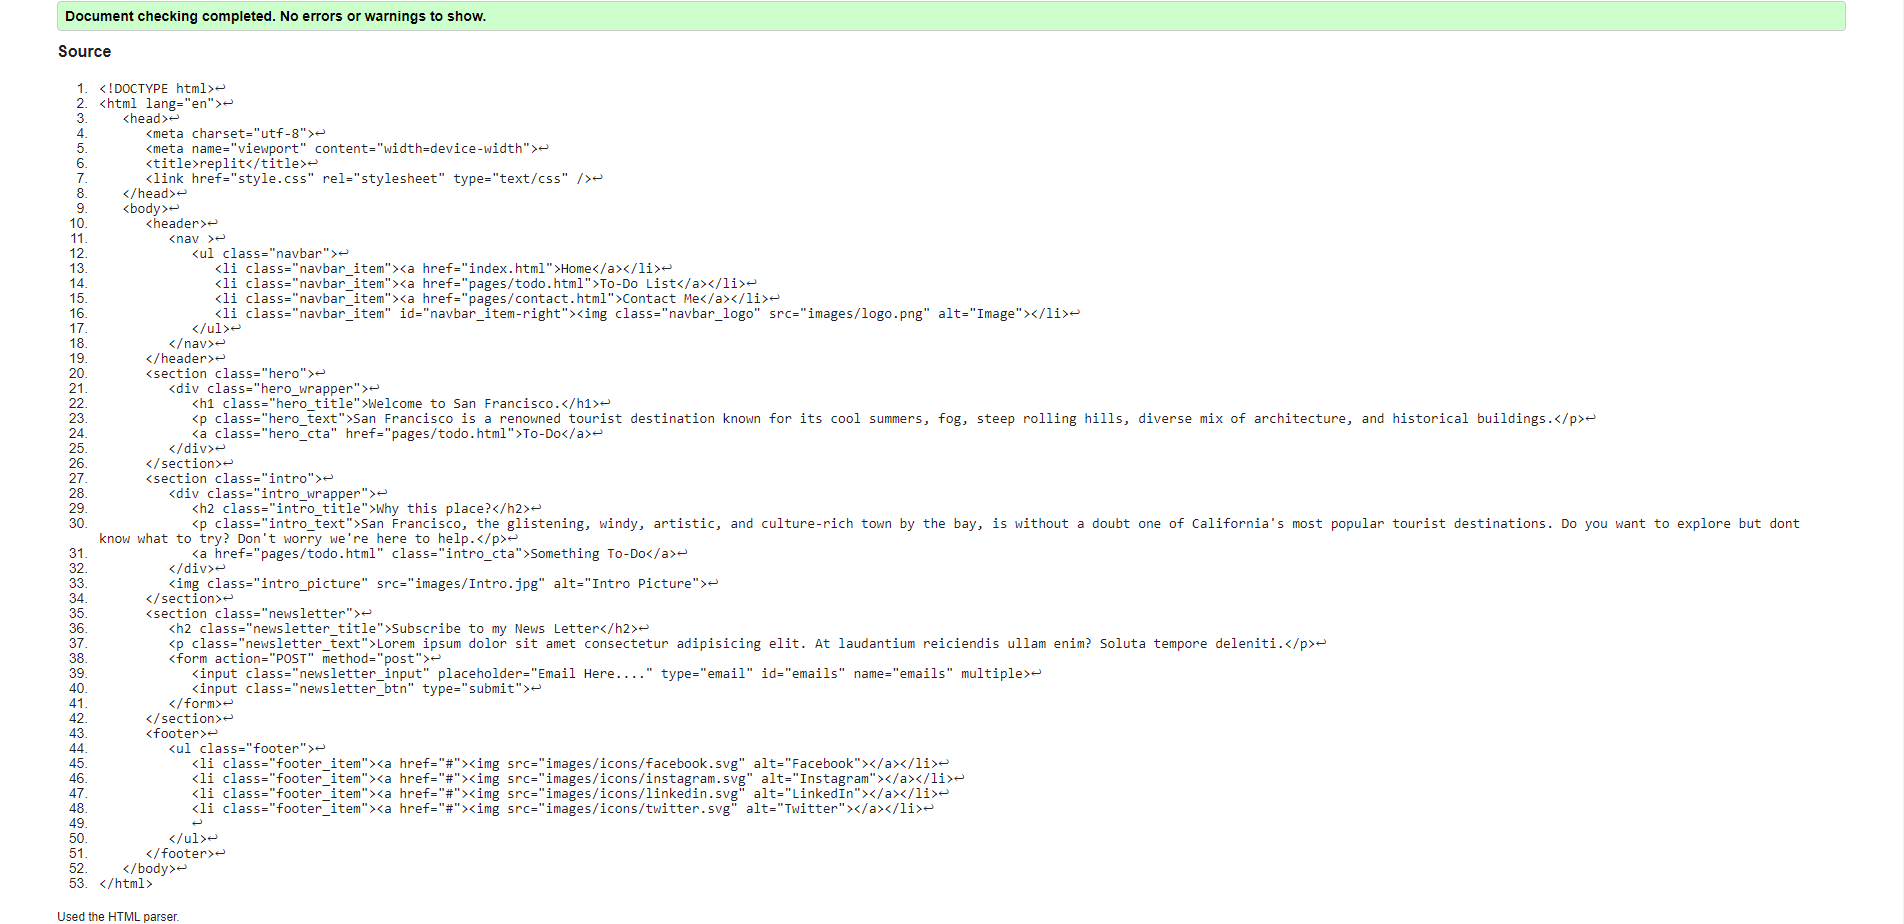 Document checking completed. No errors or warnings to show.
Source
1. <!DOCTYPE html>↩
2. <html lang="en">↩
3. <head>↩
4. <meta charset="utf-8">↩
5. <meta name="viewport" content="width=device-width">↩
6. <title>replit</title>↩
7. <link href="style.css" rel="stylesheet" type="text/css" />↩
8. </head>↩
9. <body>↩
10. <header>↩
11. <nav >↩
12. <ul class="navbar">↩
13. <li class="navbar_item"><a href="index.html">Home</a></li>↩
14. <li class="navbar_item"><a href="pages/todo.html">To-Do List</a></li>↩
15. <li class="navbar_item"><a href="pages/contact.html">Contact Me</a></li>↩
16. <li class="navbar_item" id="navbar_item-right"><img class="navbar_logo" src="images/logo.png" alt="Image"></li>↩
17. </ul>↩
18. </nav>↩
19. </header>↩
20. <section class="hero">↩
21. <div class="hero_wrapper">↩
22. <h1 class="hero_title">Welcome to San Francisco.</h1>↩
23. <p class="hero_text">San Francisco is a renowned tourist destination known for its cool summers, fog, steep rolling hills, diverse mix of architecture, and historical buildings.</p>↩
24. <a class="hero_cta" href="pages/todo.html">To-Do</a>↩
25. </div>↩
26. </section>↩
27. <section class="intro">↩
28. <div class="intro_wrapper">↩
29. <h2 class="intro_title">Why this place?</h2>↩
30. <p class="intro_text">San Francisco, the glistening, windy, artistic, and culture-rich town by the bay, is without a doubt one of California's most popular tourist destinations. Do you want to explore but dont
know what to try? Don't worry we're here to help.</p>↩
31. <a href="pages/todo.html" class="intro_cta">Something To-Do</a>↩
32. </div>↩
33. <img class="intro_picture" src="images/Intro.jpg" alt="Intro Picture">↩
34. </section>↩
35. <section class="newsletter">↩
36. <h2 class="newsletter_title">Subscribe to my News Letter</h2>↩
37. <p class="newsletter_text">Lorem ipsum dolor sit amet consectetur adipisicing elit. At laudantium reiciendis ullam enim? Soluta tempore deleniti.</p>↩
38. <form action="POST" method="post">↩
39. <input class="newsletter_input" placeholder="Email Here...." type="email" id="emails" name="emails" multiple>↩
40. <input class="newsletter_btn" type="submit">↩
41. </form>↩
42. </section>↩
43. <footer>↩
44. <ul class="footer">↩
45. <li class="footer_item"><a href="#"><img src="images/icons/facebook.svg" alt="Facebook"></a></li>↩
46. <li class="footer_item"><a href="#"><img src="images/icons/instagram.svg" alt="Instagram"></a></li>↩
47. <li class="footer_item"><a href="#"><img src="images/icons/linkedin.svg" alt="LinkedIn"></a></li>↩
48. <li class="footer_item"><a href="#"><img src="images/icons/twitter.svg" alt="Twitter"></a></li>↩
49. ↩
50. </ul>↩
51. </footer>↩
52. </body>↩
53. </html>
Used the HTML parser.